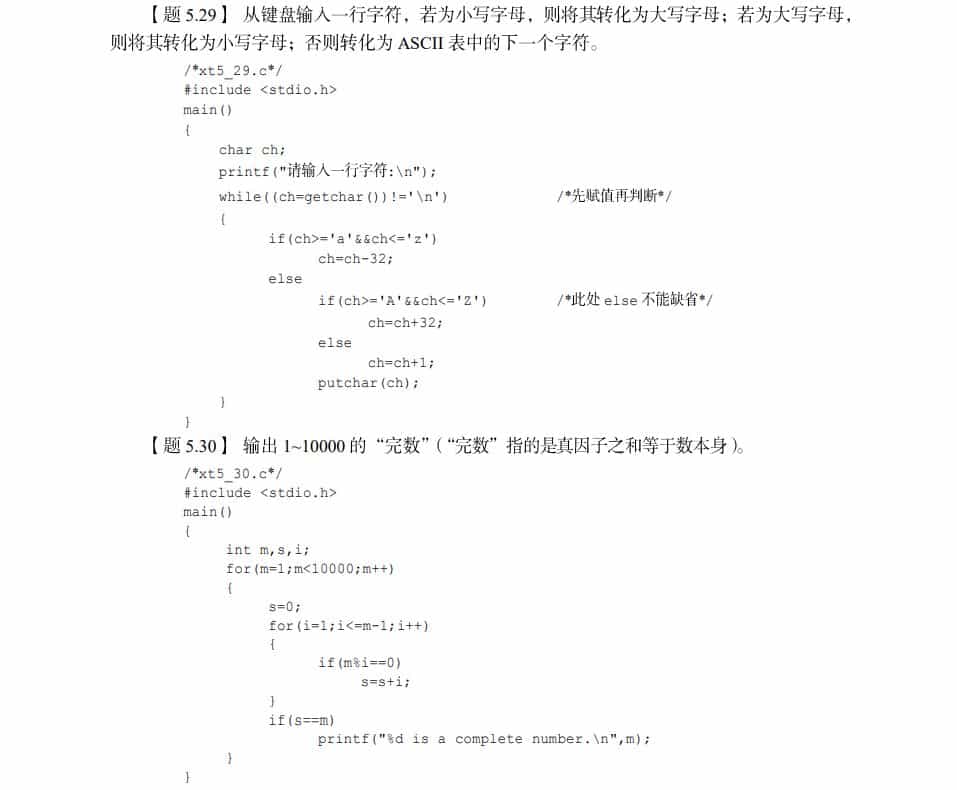 【题 5.29】 从键盘输入一行字符，若为小写字母，则将其转化为大写字母；若为大写字母，
则将其转化为小写字母；否则转化为 ASCII 表中的下一个字符。
/*xt5_29.c*/
#include <stdio.h>
main()
{
char ch;
printf("请输入一行字符:\n");
while((ch=getchar())!='\n') /*先赋值再判断*/
{
if(ch>='a'&&ch<='z')
ch=ch-32;
else
if(ch>='A'&&ch<='Z') /*此处 else 不能缺省*/
ch=ch+32;
else
ch=ch+1;
putchar(ch);
}
}
【题 5.30】 输出 1~10000 的“完数”（“完数”指的是真因子之和等于数本身）。
/*xt5_30.c*/
#include <stdio.h>
main()
{
int m,s,i;
for(m=1;m<10000;m++)
{
s=0;
for(i=1;i<=m-1;i++)
{
if(m%i==0)
s=s+i;
}
if(s==m)
printf("%d is a complete number.\n",m);
}
}